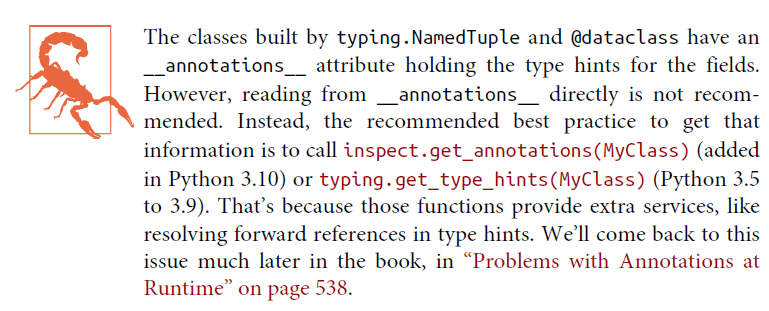 The classes built by typing.NamedTuple and @dataclass have an
__annotations__ attribute holding the type hints for the fields.
However, reading from __annotations__ directly is not recom-
mended. Instead, the recommended best practice to get that
information is to call inspect.get_annotations(MyClass) (added
in Python 3.10) or typing.get_type_hints(MyClass) (Python 3.5
to 3.9). That’s because those functions provide extra services, like
resolving forward references in type hints. We’ll come back to this
issue much later in the book, in “Problems with Annotations at
Runtime” on page 538.